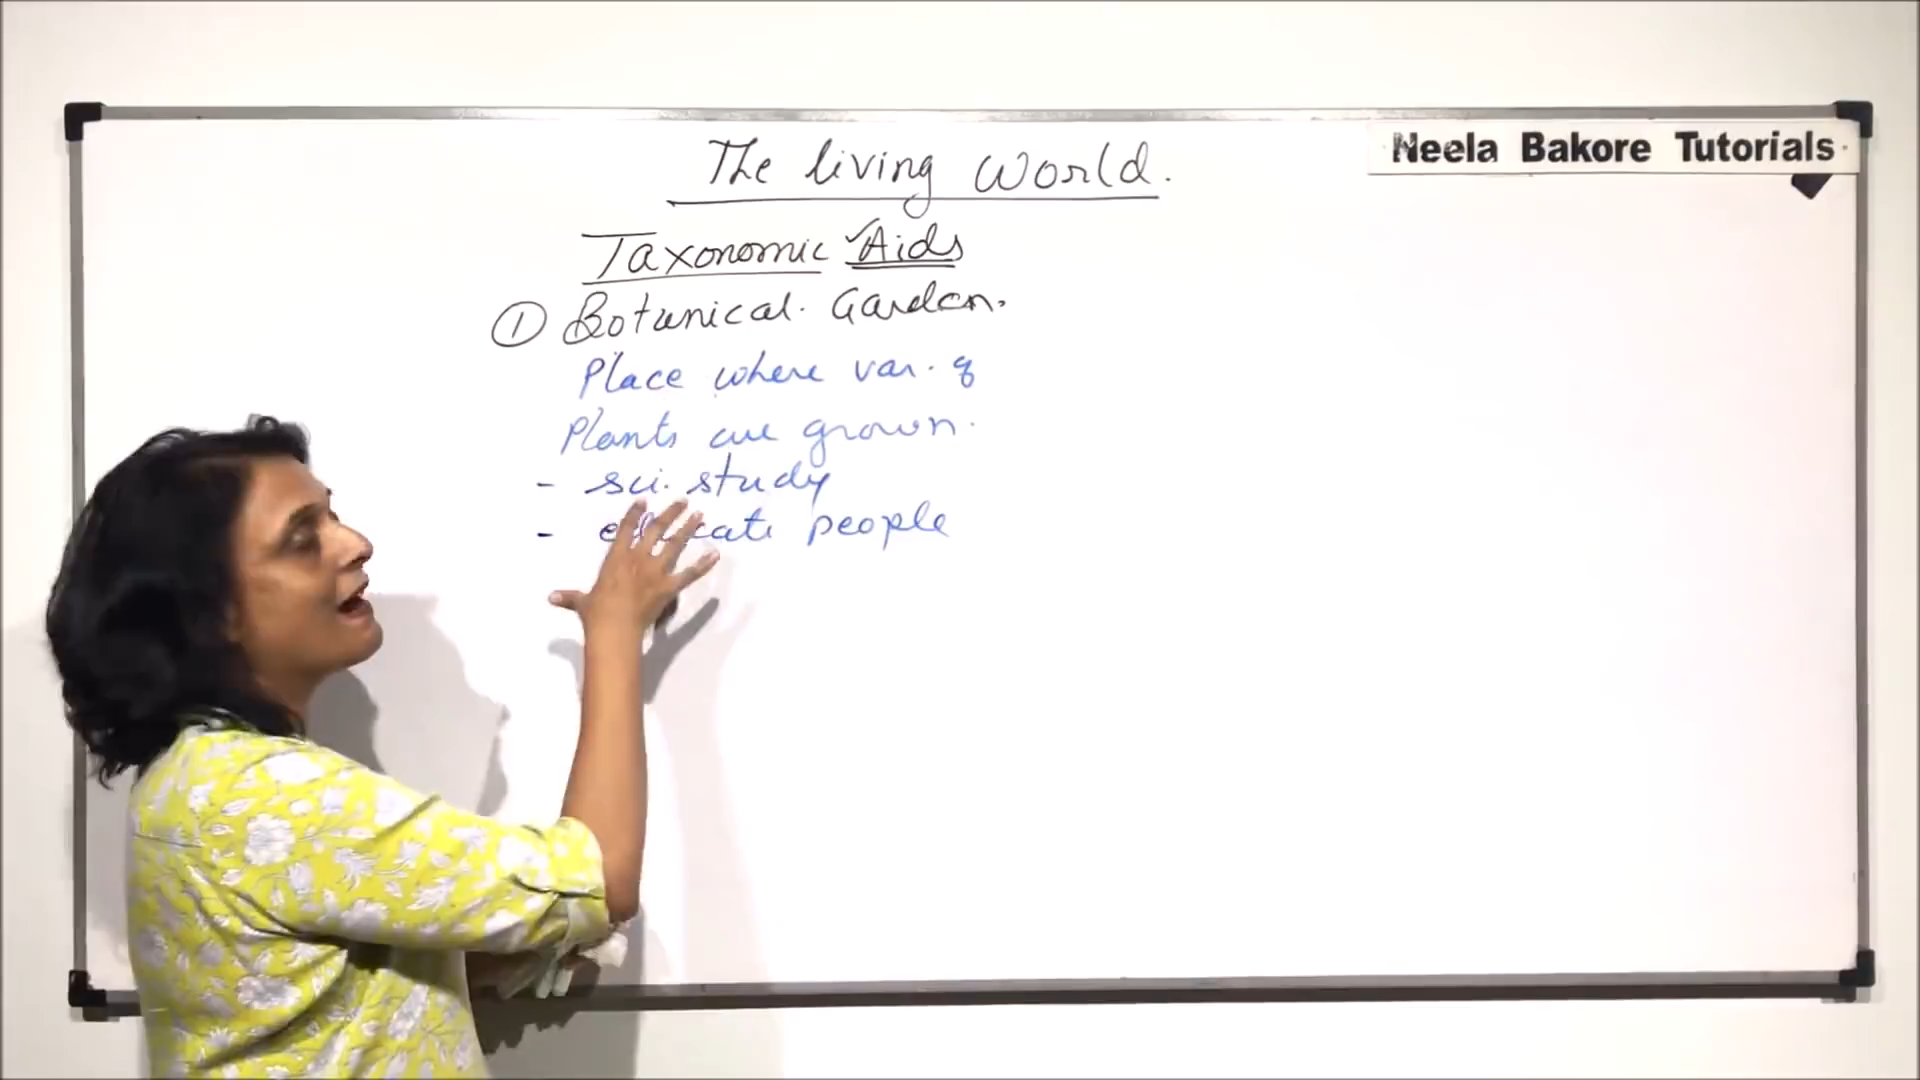 The living World.
Neela Bakore Tutorials
Taxonomic Aids
① Botanical. Garden.
Place where var. of
Plants are grown.
- sci. study
- educate people